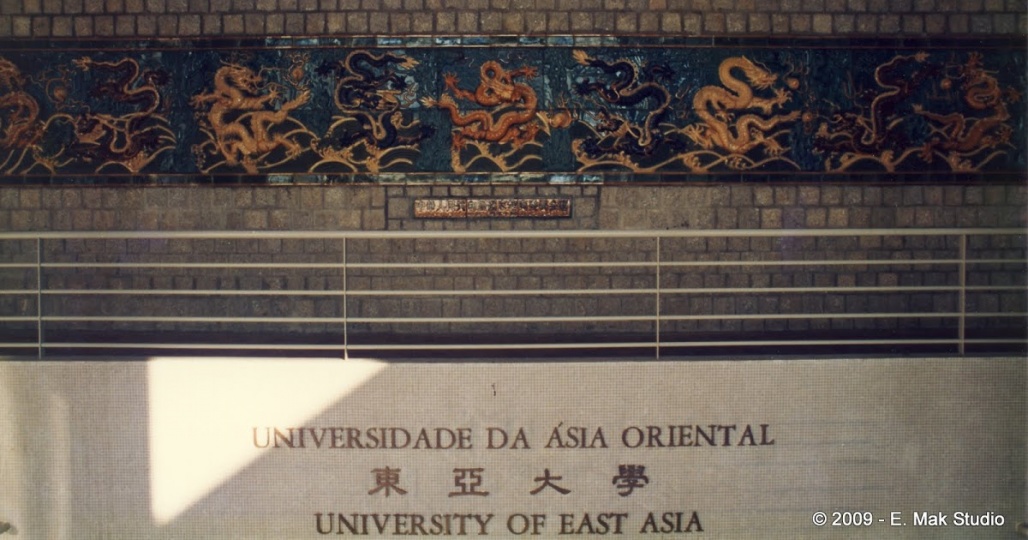 UNIVERSIDADE DA ÁSIA ORIENTAL
東亞大學
UNIVERSITY OF EAST ASIA
© 2009 - E. Mak Studio